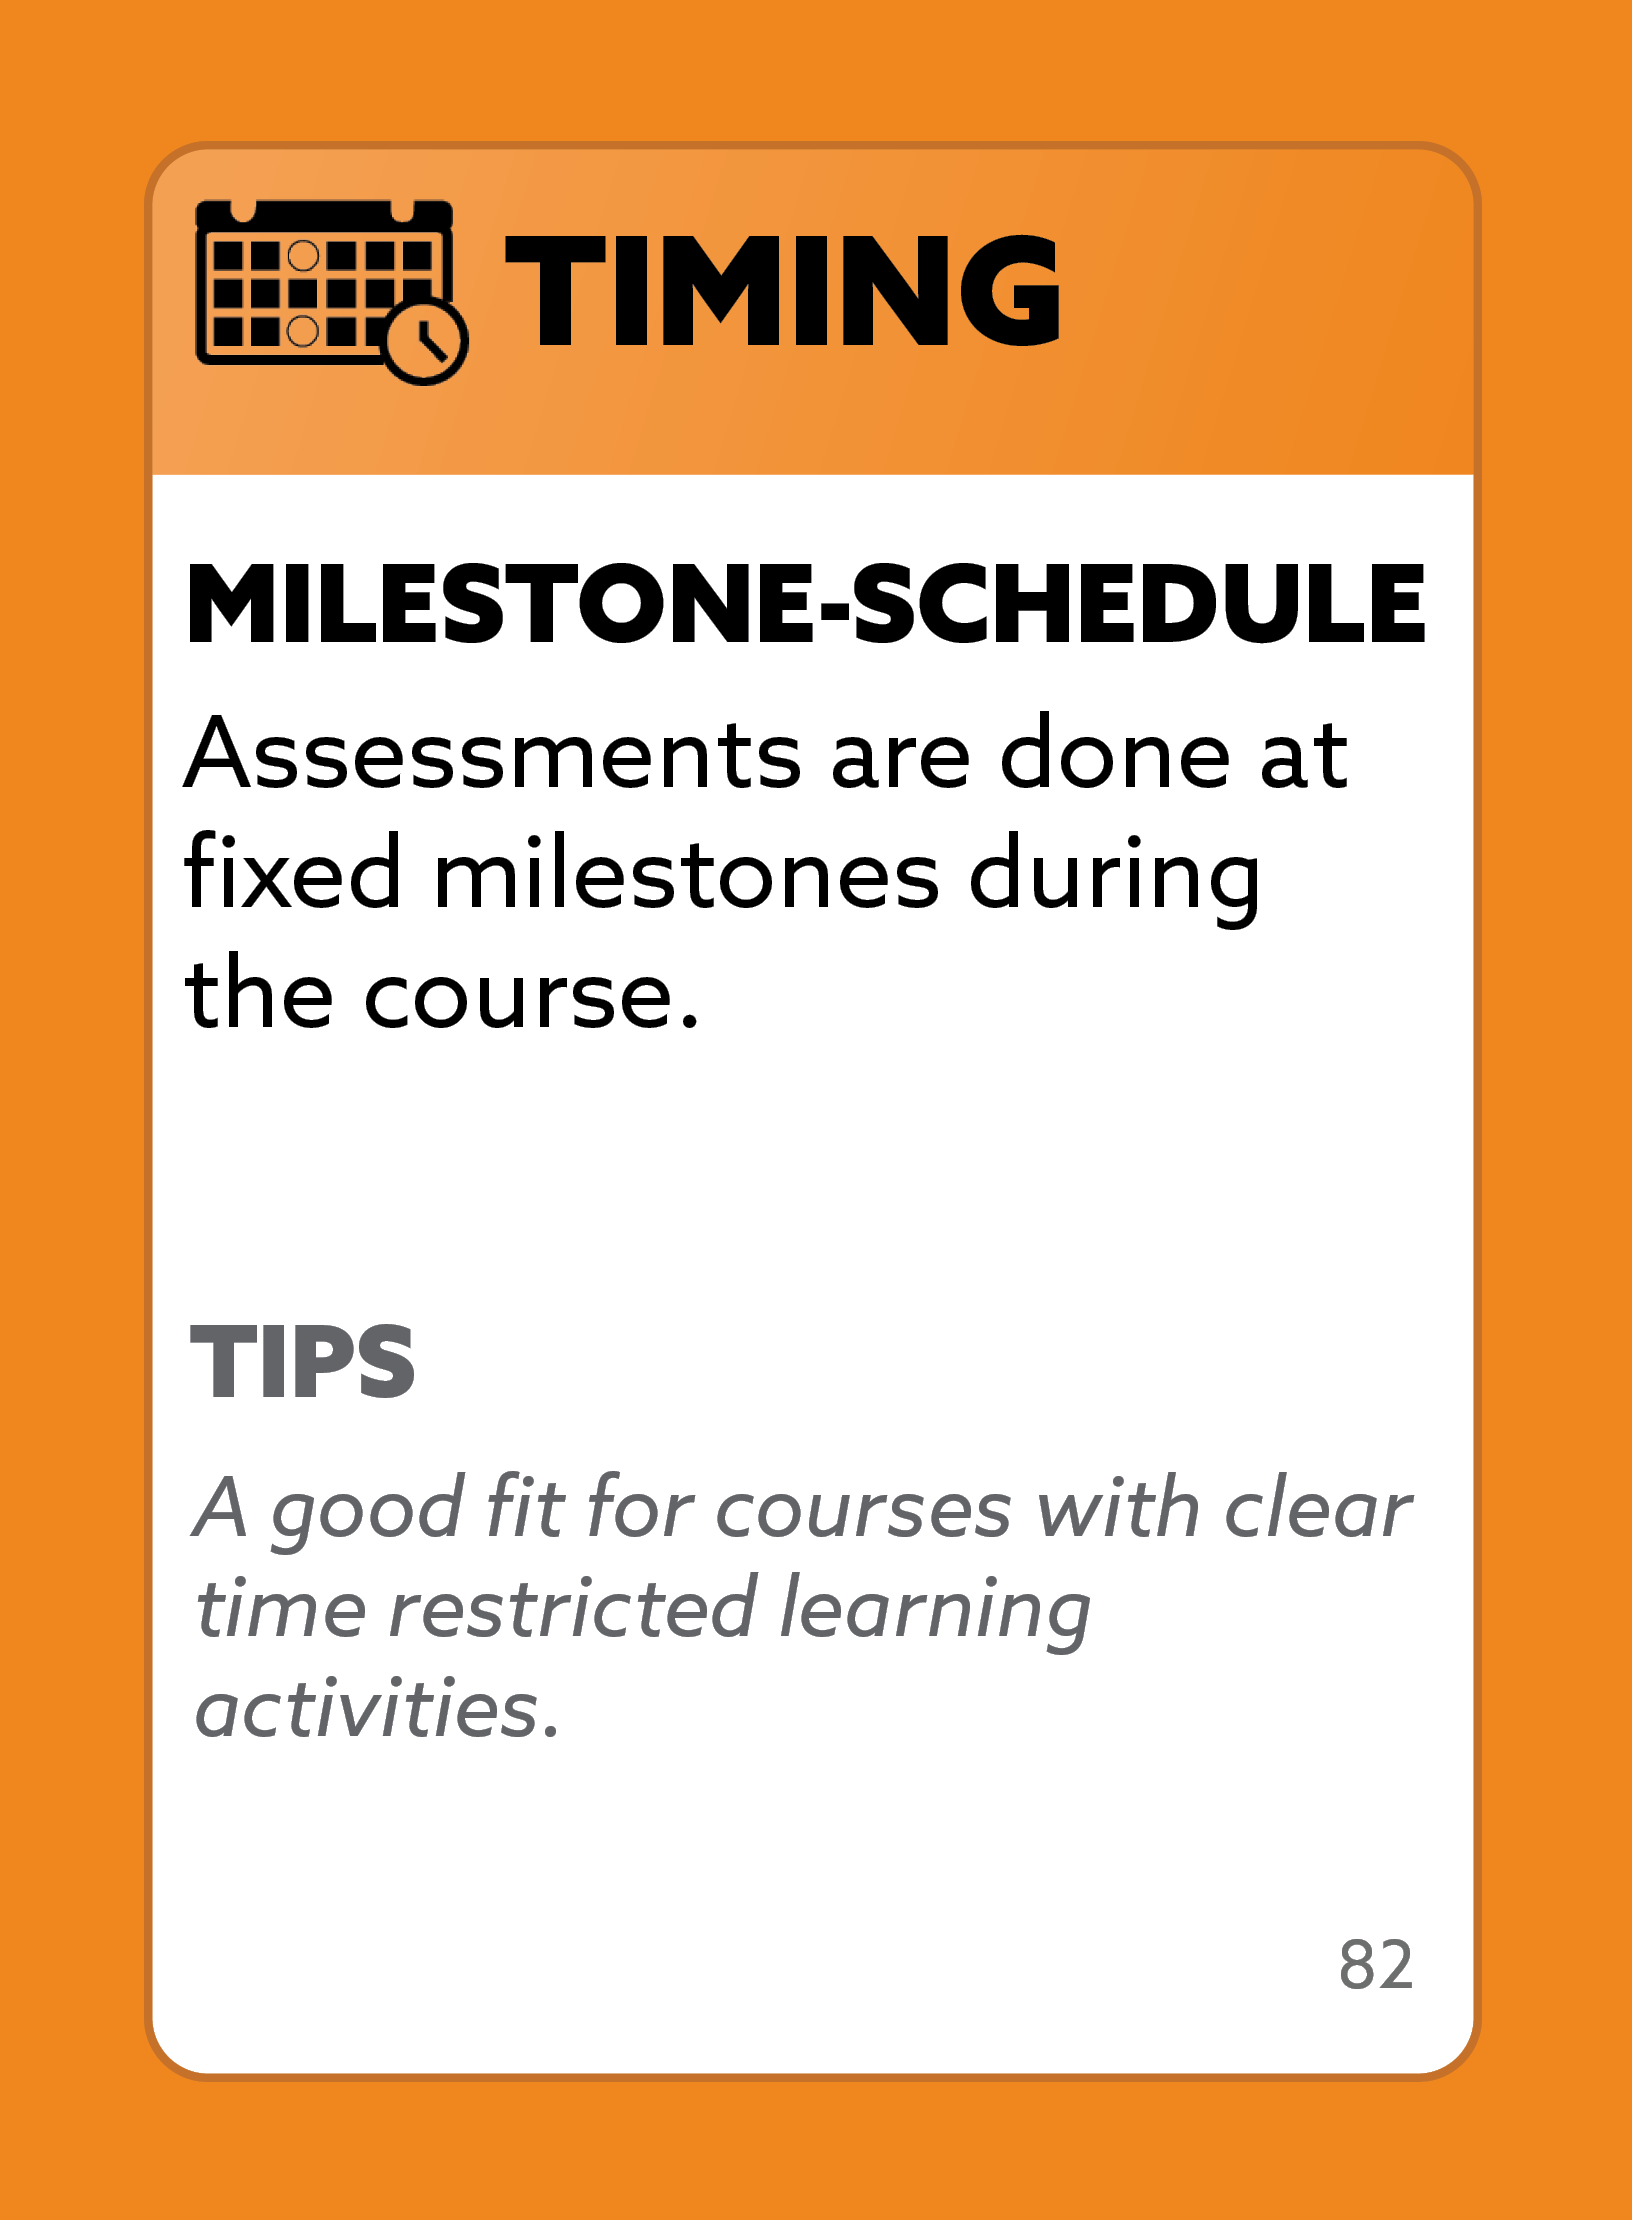 TIMING
MILESTONE-SCHEDULE
Assessments are done at
fixed milestones during
the course.
TIPS
A good fit for courses with clear
time restricted learning
activities.
82